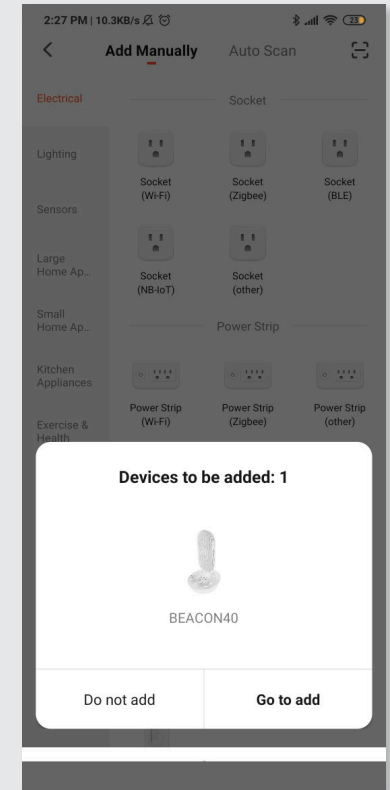 2:27 PM | 10.3KB/s
23
Add Manually
Auto Scan
Electrical
Socket
Lighting
Socket
(Wi-Fi)
Socket
(Zigbee)
Socket
(BLE)
Sensors
Large
Home Ap...
Socket
(NB-IoT)
Socket
(other)
Small
Home Ap...
Power Strip
Kitchen
Appliances
Power Strip
(Wi-Fi)
Power Strip
(Zigbee)
Power Strip
(other)
Exercise &
Health
Devices to be added: 1
BEACON40
Do not add
Go to add